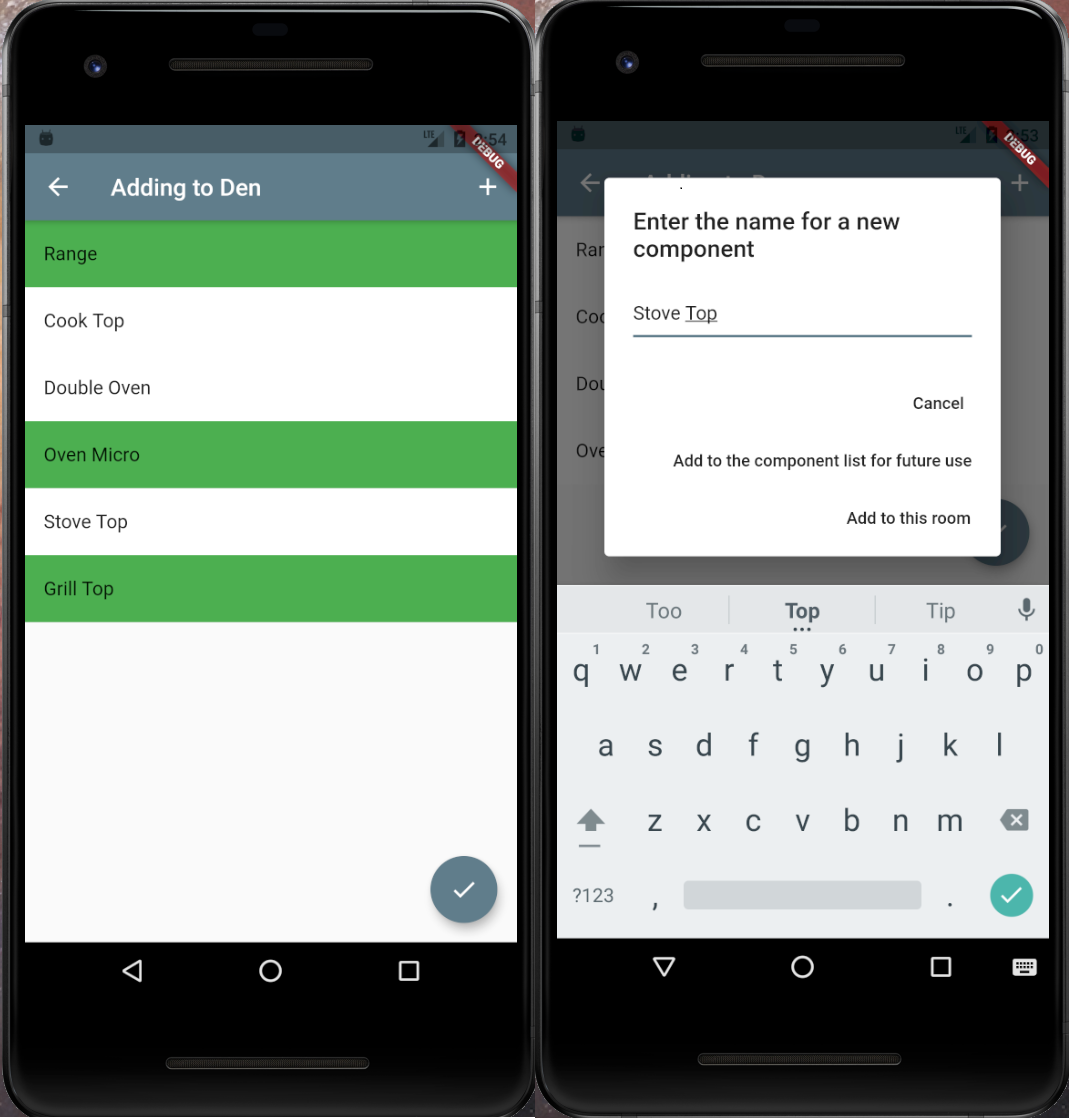 LTE
:54
DEBUG
Adding to Den
Range
Cook Top
Double Oven
Oven Micro
Stove Top
Grill Top
LTE
:53
DEBUG
Ran
Coo
Dou
Ove
Enter the name for a new
component
Stove Top
Cancel
Add to the component list for future use
Add to this room
Too Top Tip
1 2 3 4 5 6 7 8 9 0
q w e r t y u i o p
a s d f g h j k l
z x c v b n m
?123 , .